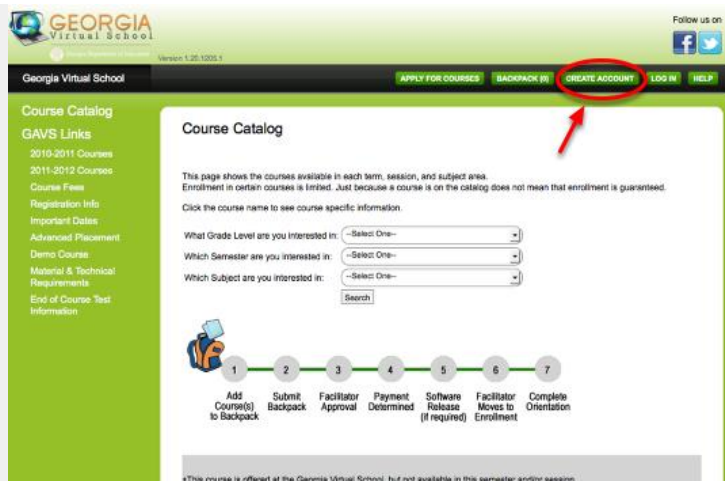 GEORGIA
Virtual School
Version 1.20.1205.1
Follow us on
Georgia Virtual School
APPLY FOR COURSES
BACKPACK (0)
CREATE ACCOUNT
LOG IN
HELP
Course Catalog
GAVS Links
2010-2011 Courses
2011-2012 Courses
Course Fees
Registration Info
Important Dates
Advanced Placement
Demo Course
Material & Technical
Requirements
End of Course Test
Information
Course Catalog
This page shows the courses available in each term, session, and subject area.
Enrollment in certain courses is limited. Just because a course is on the catalog does not mean that enrollment is guaranteed.
Click the course name to see course specific information.
What Grade Level are you interested in: --Select One--
Which Semester are you interested in: --Select One--
Which Subject are you interested in: --Select One--
Search
1 2 3 4 5 6 7
Add
Course(s)
to Backpack
Submit
Backpack
Facilitator
Approval
Payment
Determined
Software
Release
(if required)
Facilitator
Moves to
Enrollment
Complete
Orientation
*This course is offered at the Georgia Virtual School, but not available in this semester and/or session.